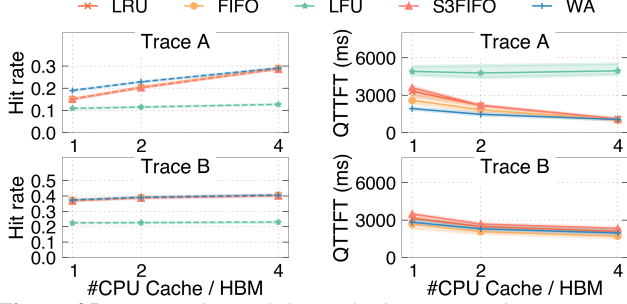 LRU FIFO LFU S3FIFO WA
Trace A
Hit rate
0.3
0.2
0.1
0.0
1 2 4
Trace A
QTTFT (ms)
6000
3000
0
1 2 4
Trace B
Hit rate
0.5
0.4
0.3
0.2
0.1
0.0
1 2 4
#CPU Cache / HBM
Trace B
QTTFT (ms)
6000
3000
0
1 2 4
#CPU Cache / HBM